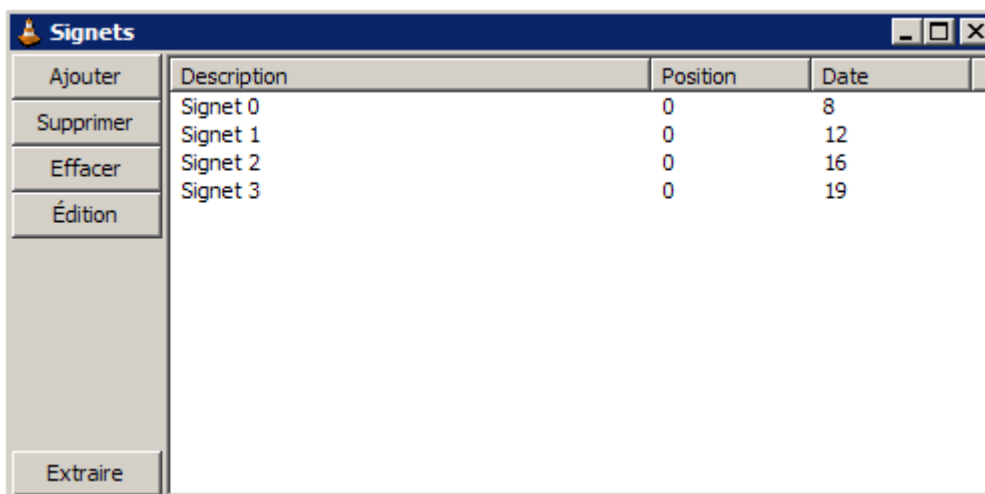 Signets
Ajouter
Supprimer
Effacer
Édition
Extraire
Description Position Date
Signet 0 0 8
Signet 1 0 12
Signet 2 0 16
Signet 3 0 19